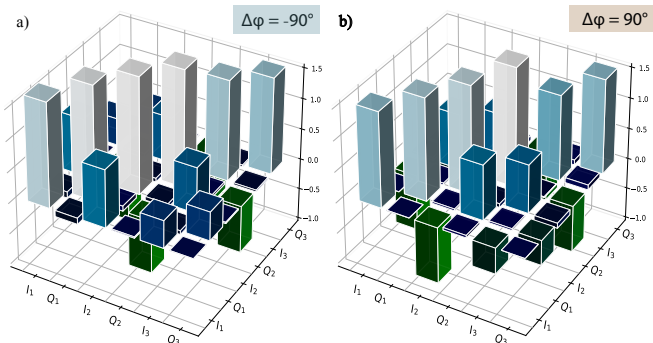 a)
Δφ = -90°
1.5
1.0
0.5
0.0
-0.5
-1.0
I₁
Q₁
I₂
Q₂
I₃
Q₃
I₁
Q₁
I₂
Q₂
I₃
Q₃
b)
Δφ = 90°
1.5
1.0
0.5
0.0
-0.5
-1.0
I₁
Q₁
I₂
Q₂
I₃
Q₃
I₁
Q₁
I₂
Q₂
I₃
Q₃